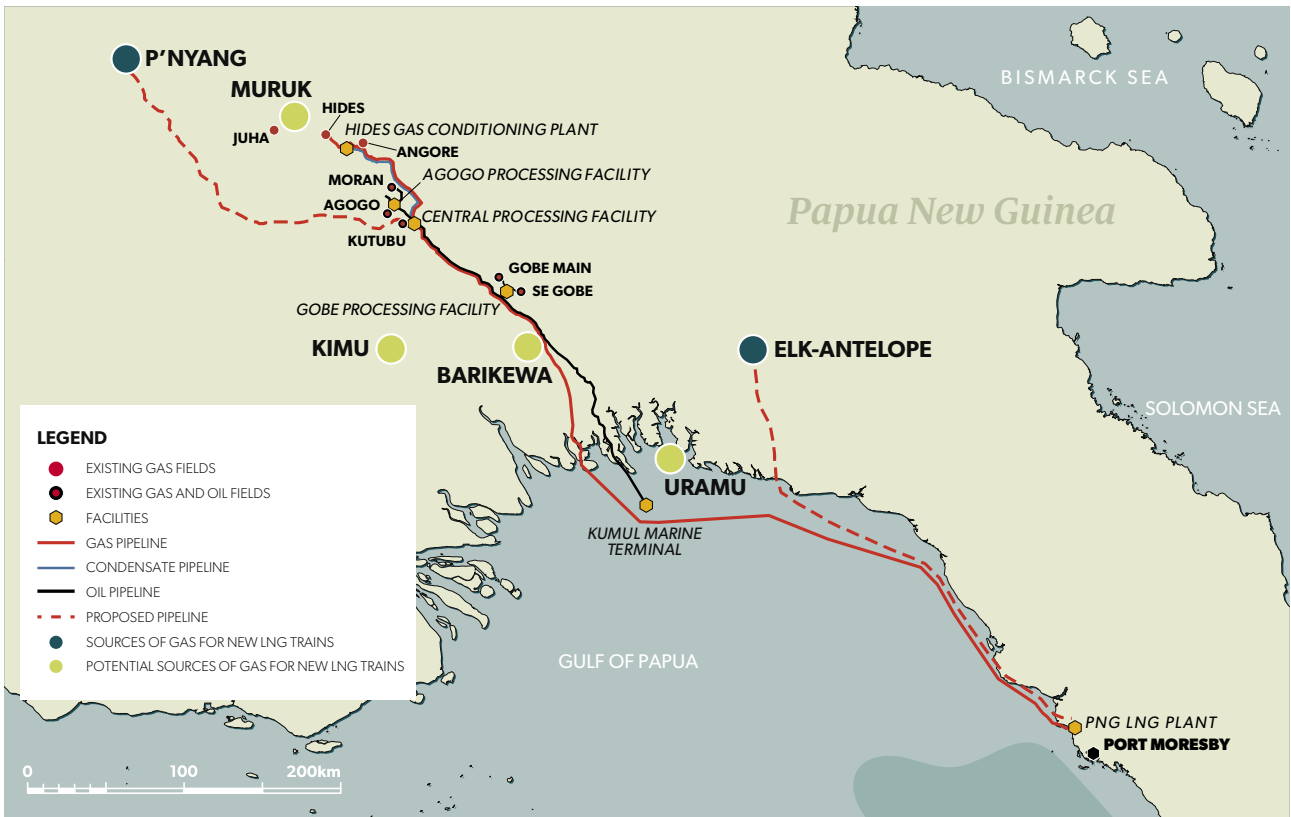 P'NYANG
MURUK
BISMARCK SEA
HIDES
HIDES GAS CONDITIONING PLANT
JUHA
ANGORE
MORAN
AGOGO PROCESSING FACILITY
AGOGO
CENTRAL PROCESSING FACILITY
Papua New Guinea
KUTUBU
GOBE MAIN
SE GOBE
GOBE PROCESSING FACILITY
KIMU
ELK-ANTELOPE
BARIKEWA
SOLOMON SEA
URAMU
KUMUL MARINE
TERMINAL
GULF OF PAPUA
PNG LNG PLANT
PORT MORESBY
LEGEND
EXISTING GAS FIELDS
EXISTING GAS AND OIL FIELDS
FACILITIES
GAS PIPELINE
CONDENSATE PIPELINE
OIL PIPELINE
PROPOSED PIPELINE
SOURCES OF GAS FOR NEW LNG TRAINS
POTENTIAL SOURCES OF GAS FOR NEW LNG TRAINS
0 100 200km